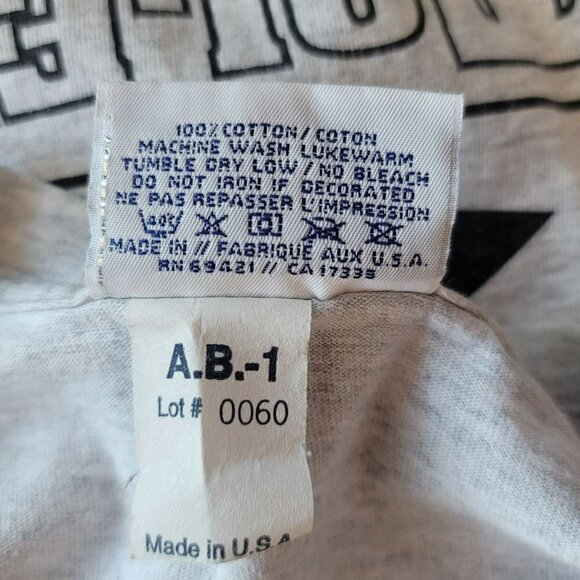 100% COTTON / COTON
MACHINE WASH LUKEWARM
TUMBLE DRY LOW / NO BLEACH
DO NOT IRON IF DECORATED
NE PAS REPASSER L'IMPRESSION
MADE IN // FABRIQUE AUX U.S.A.
RN 69421 // CA 17335
A.B.-1
Lot # 0060
Made in U.S.A